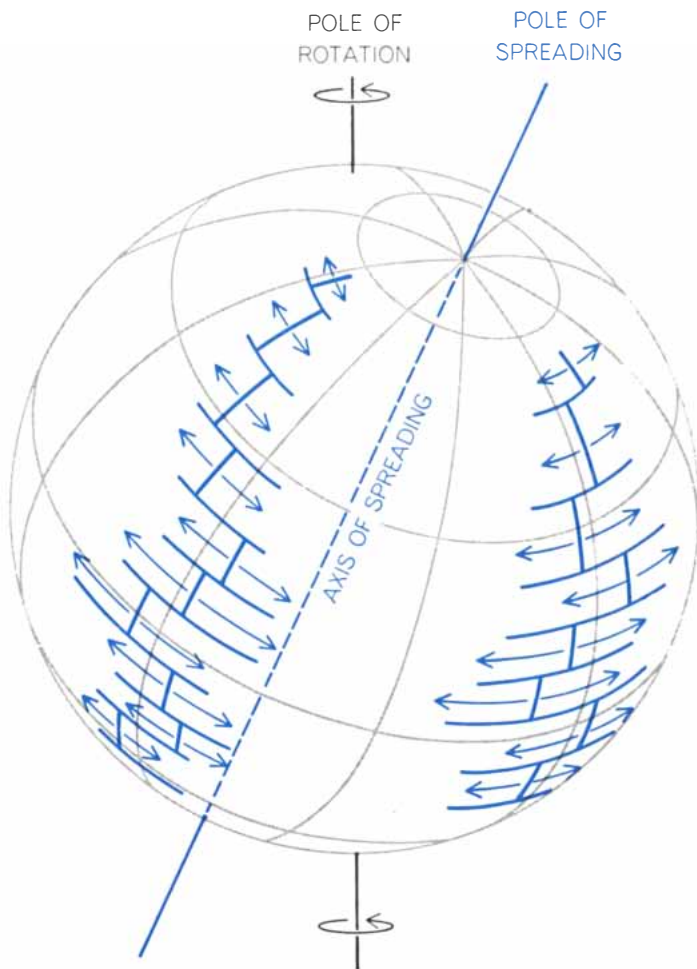 POLE OF
ROTATION
POLE OF
SPREADING
AXIS OF SPREADING